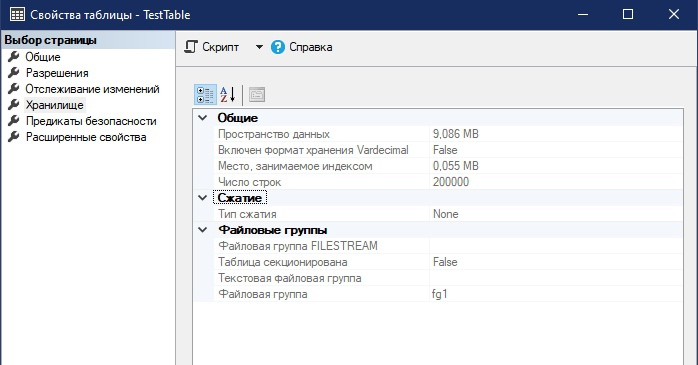 Свойства таблицы - TestTable
Выбор страницы
Общие
Разрешения
Отслеживание изменений
Хранилище
Предикаты безопасности
Расширенные свойства
Скрипт
Справка
Общие
Пространство данных 9,086 MB
Включен формат хранения Vardecimal False
Место, занимаемое индексом 0,055 MB
Число строк 200000
Сжатие
Тип сжатия None
Файловые группы
Файловая группа FILESTREAM
Таблица секционирована False
Текстовая файловая группа
Файловая группа fg1